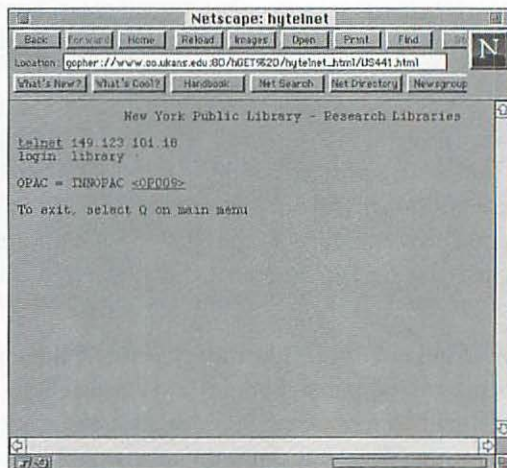 Netscape: hytelnet
Back Forward Home Reload Images Open Print Find
N
Location: gopher://www.oo.ukans.edu:80/hGET%20/hytelnet_html/US441.html
What's New? What's Cool? Handbook Net Search Net Directory Newsgroup
New York Public Library - Research Libraries
telnet 149.123.101.18
login: library
OPAC = INNOPAC <OP009>
To exit, select Q on main menu